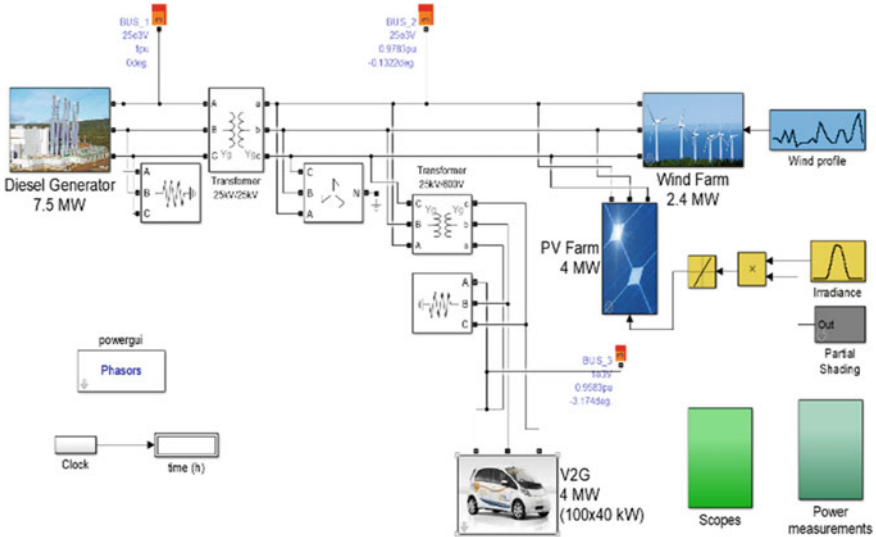 BUS_1
25e3V
1pu
0deg.
BUS_2
25e3V
0.9783pu
-0.1322deg.
Diesel Generator
7.5 MW
A
B
C
A
B
C
A
B
C
Yg
Yg
a
b
c
Transformer
25kV/25kV
C
B
A
N
Transformer
25kV-600V
C
B
A
Yg
Yg
c
b
a
A
B
C
Wind Farm
2.4 MW
Wind profile
PV Farm
4 MW
×
Irradiance
Out
Partial
Shading
BUS_3
0.9583pu
-3.174deg.
powergui
Phasors
Clock
time (h)
V2G
4 MW
(100x40 kW)
Scopes
Power
measurements